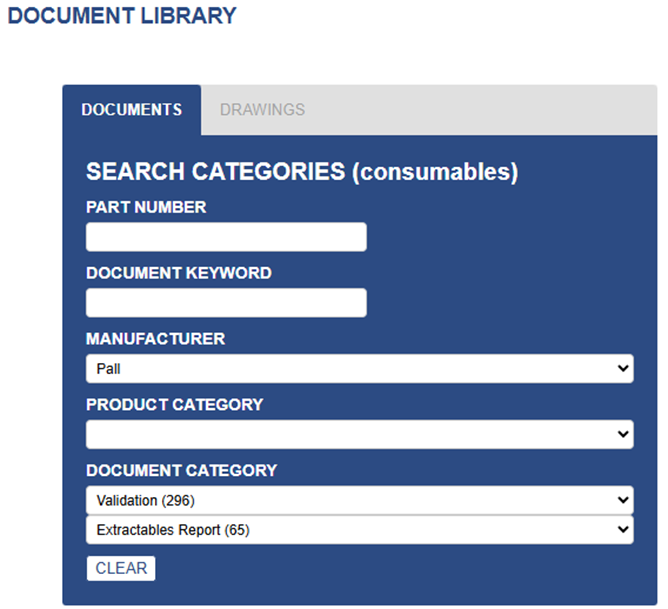 DOCUMENT LIBRARY
DOCUMENTS DRAWINGS
SEARCH CATEGORIES (consumables)
PART NUMBER
DOCUMENT KEYWORD
MANUFACTURER
Pall
PRODUCT CATEGORY
DOCUMENT CATEGORY
Validation (296)
Extractables Report (65)
CLEAR